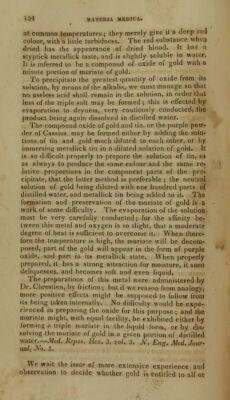 154 MATERIA MEDICA.
at common temperatures; they merely give it a deep red
colour, with a little turbidness. The red substance when
dried has the appearance of dried blood. It has a
styptick metallick taste, and is slightly soluble in water.
It is inferred to be a compound of oxide of gold with a
minute portion of muriate of gold.
To precipitate the greatest quantity of oxide from its
solution, by means of the alkalis, we must manage so that
no useless acid shall remain in the solution, in order that
less of the triple salt may be formed; this is effected by
evaporation to dryness, very cautiously conducted, the
product being again dissolved in distilled water.
The compound oxide of gold and tin, or the purple pow-
der of Cassius, may be formed either by adding the solu-
tions of tin and gold much diluted to each other, or by
immersing metallick tin in a diluted solution of gold. It
is so difficult properly to prepare the solution of tin, so
as always to produce the same colour and the same re-
lative proportions in the component parts of the pre-
cipitate, that the latter method is preferable; the neutral
solution of gold being diluted with one hundred parts of
distilled water, and metallick tin being added to it. The
formation and preservation of the muriate of gold is a
work of some difficulty. The evaporation of the solution
must be very carefully conducted; for the affinity be-
tween this metal and oxygen is so slight, that a moderate
degree of heat is sufficient to overcome it. When there-
fore the temperature is high, the muriate will be decom-
posed, part of the gold will appear in the form of purple
oxide, and part in its metallick state. When properly
prepared, it has a strong attraction for moisture, it soon
deliquesces, and becomes soft and even liquid.
The preparations of this metal were administered by
Dr. Chrestien, by friction; but if we reason from analogy,
more positive effects might be supposed to follow from
its being taken internally. No difficulty would be expe-
rienced in preparing the oxide for this purpose; and the
muriate might, with equal facility, be exhibited either by
forming a triple muriate in the liquid form, or by dis-
solving the muriate of gold in a given portion of distilled
water.—Med. Repos. Hex. 3. vol. 3. N. Eng. Med. Jour-
nal, No. 2.
We wait the issue of more extensive experience and
observation to decide whether gold is entitled to all or